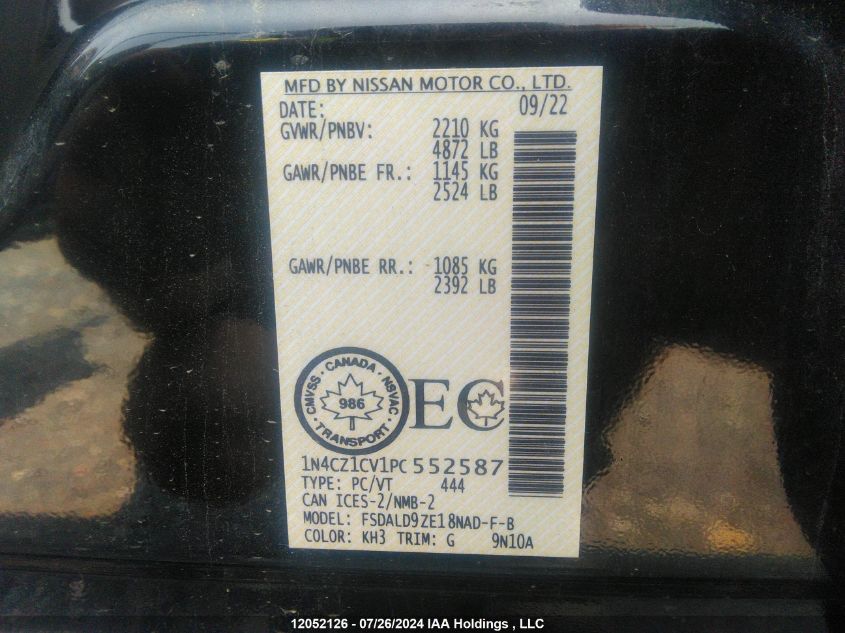 MFD BY NISSAN MOTOR CO., LTD.
DATE: 09/22
GVWR/PNBV: 2210 KG
4872 LB
GAWR/PNBE FR.: 1145 KG
2524 LB
GAWR/PNBE RR.: 1085 KG
2392 LB
CMVSS · CANADA · NSVAC · TRANSPORT ·
986
EC
1N4CZ1CV1PC552587
TYPE: PC/VT 444
CAN ICES-2/NMB-2
MODEL: FSDALD9ZE18NAD-F-B
COLOR: KH3 TRIM: G 9N10A
12052126 - 07/26/2024 IAA Holdings , LLC